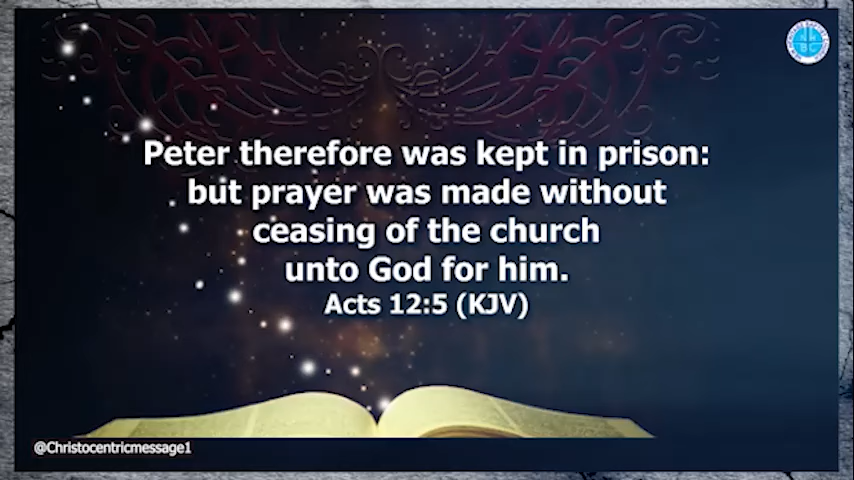 Peter therefore was kept in prison:
but prayer was made without
ceasing of the church
unto God for him.
Acts 12:5 (KJV)
@Christocentricmessage1